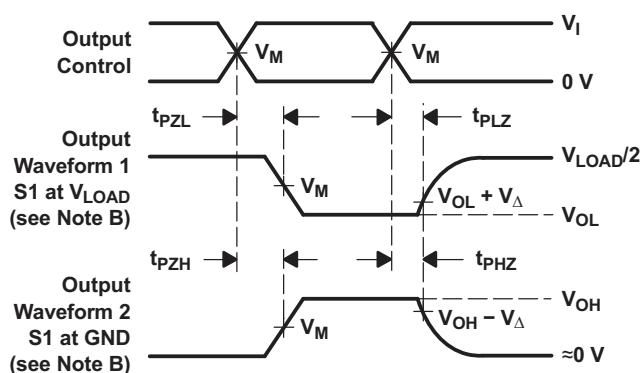 Output
Control
V_I
V_M
V_M
0 V
t_PZL
t_PLZ
Output
Waveform 1
S1 at V_LOAD
(see Note B)
V_LOAD/2
V_M
V_OL + V_Δ
V_OL
t_PZH
t_PHZ
Output
Waveform 2
S1 at GND
(see Note B)
V_OH
V_M
V_OH − V_Δ
≈0 V